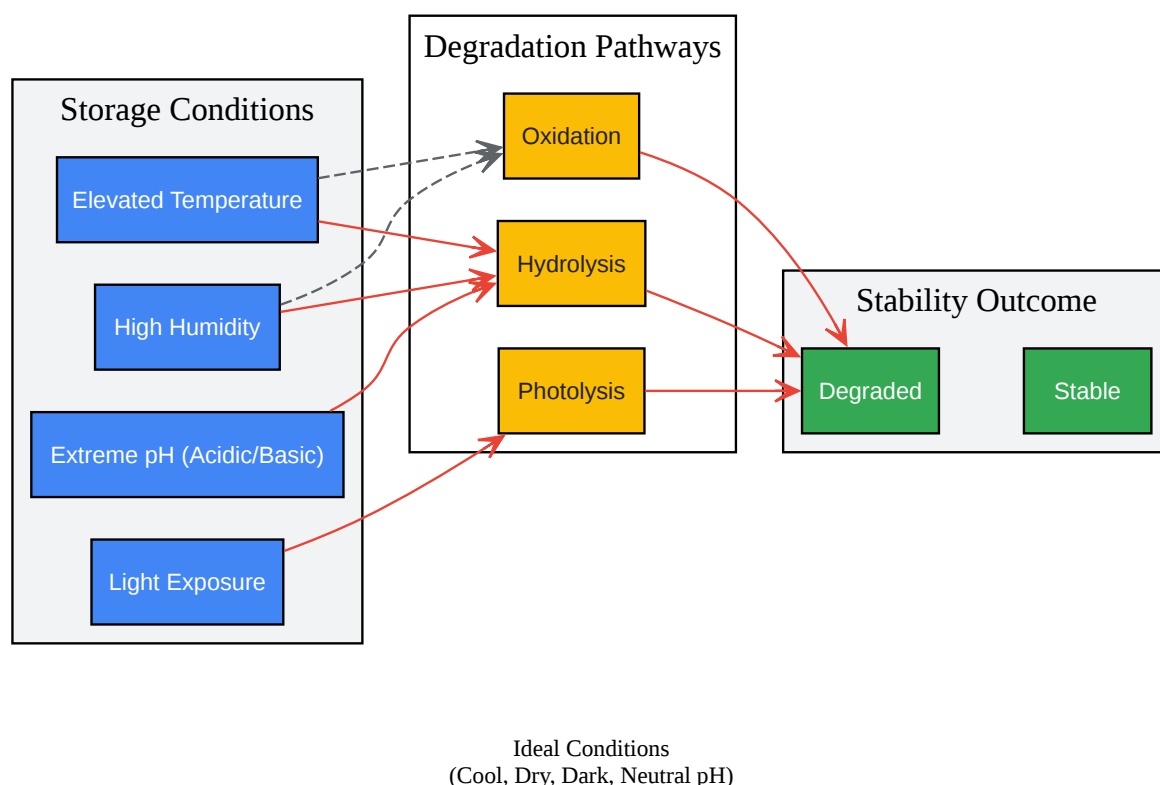 Storage Conditions
Elevated Temperature
High Humidity
Extreme pH (Acidic/Basic)
Light Exposure
Degradation Pathways
Oxidation
Hydrolysis
Photolysis
Stability Outcome
Degraded
Stable
Ideal Conditions
(Cool, Dry, Dark, Neutral pH)